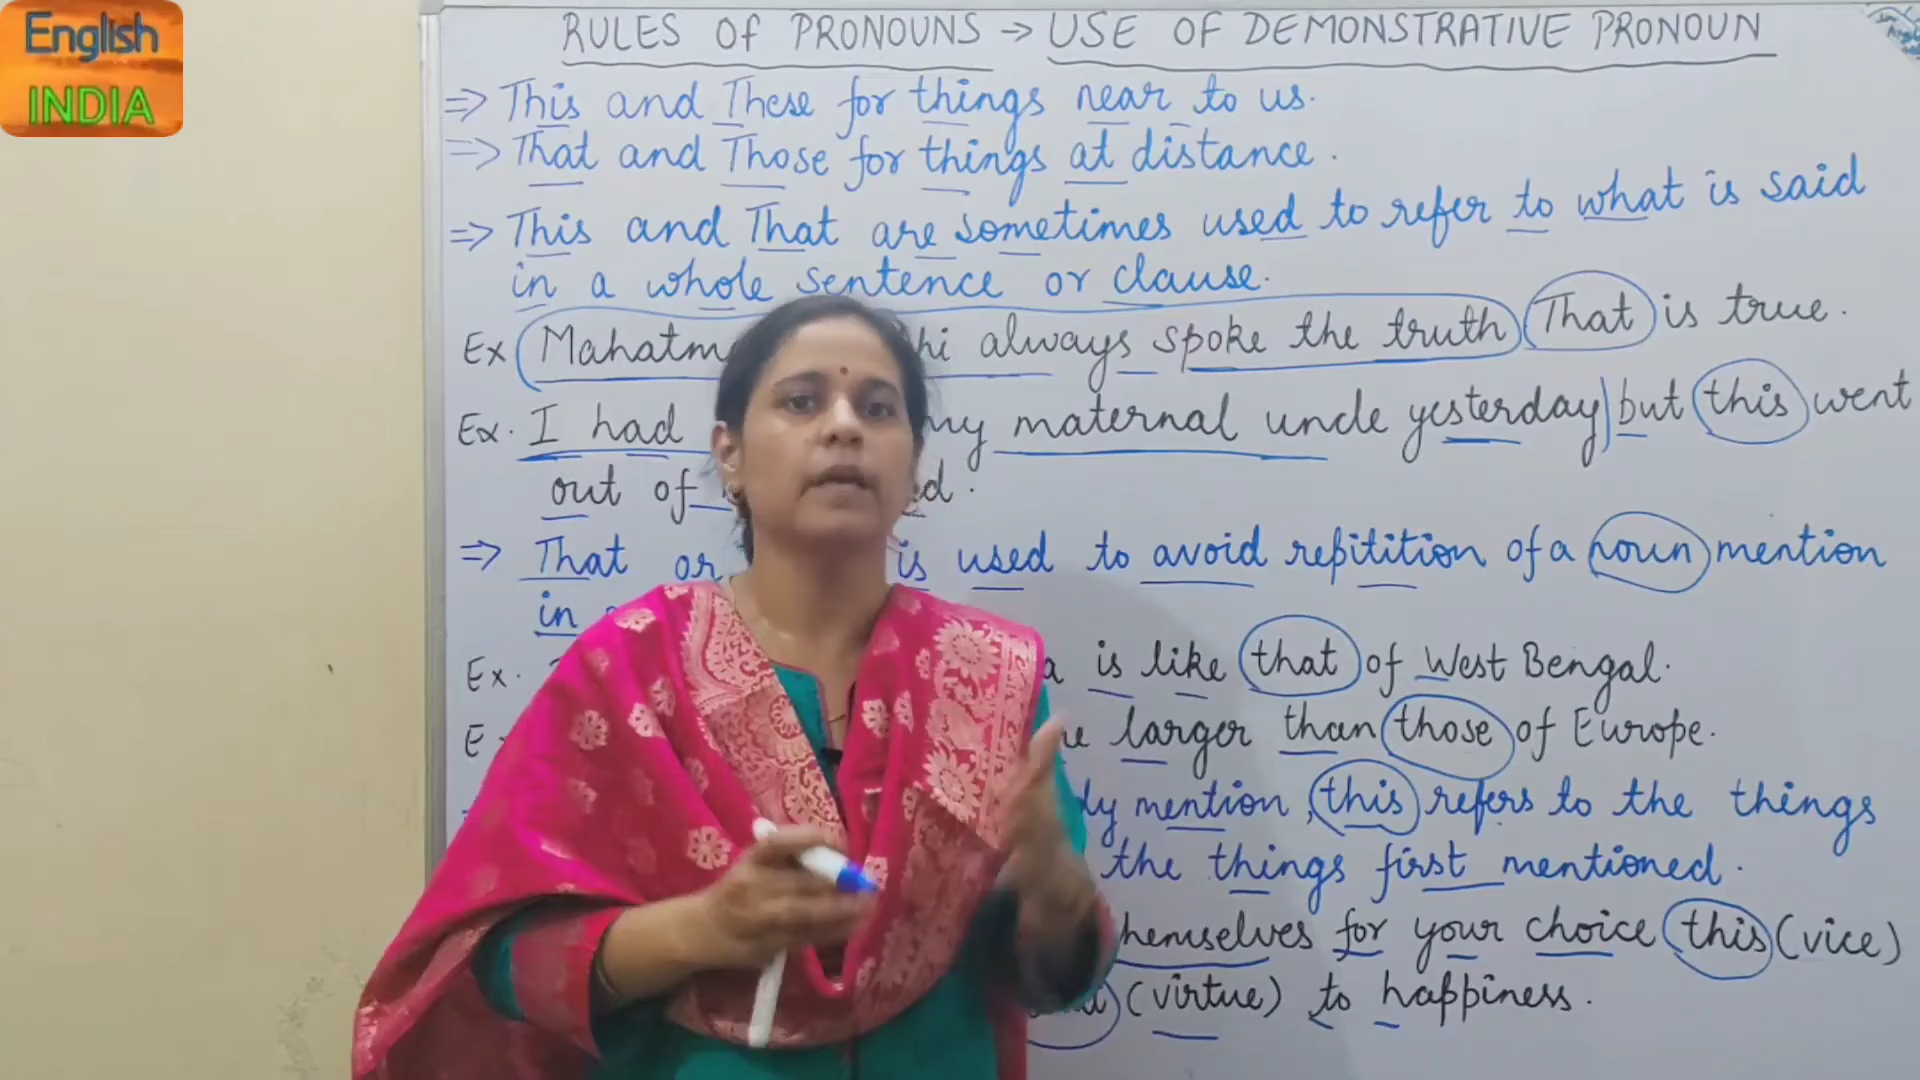 English
INDIA
RULES OF PRONOUNS → USE OF DEMONSTRATIVE PRONOUN
⇒ This and These for things near to us.
⇒ That and Those for things at distance.
⇒ This and That are sometimes used to refer to what is said
in a whole sentence or clause.
Ex always spoke the truth That is true.
Ex. I had my maternal uncle yesterday but this went
out of
⇒ That or is used to avoid repitition of a noun mention
in
Ex. is like that of West Bengal.
larger than those of Europe.
mention, this refers to the things
the things first mentioned.
themselves for your choice this (vice)
(virtue) to happiness.